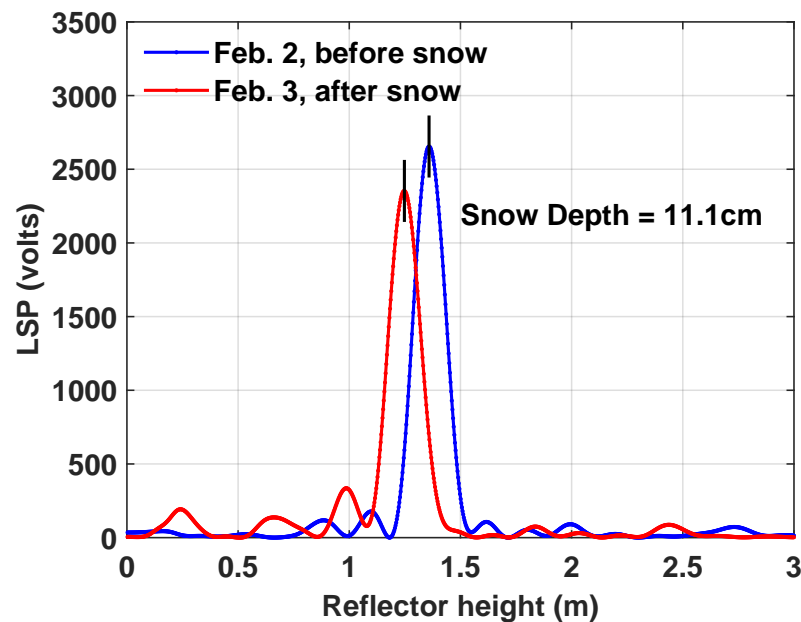 3500
3000
2500
2000
1500
1000
500
0
LSP (volts)
Feb. 2, before snow
Feb. 3, after snow
Snow Depth = 11.1cm
0 0.5 1 1.5 2 2.5 3
Reflector height (m)